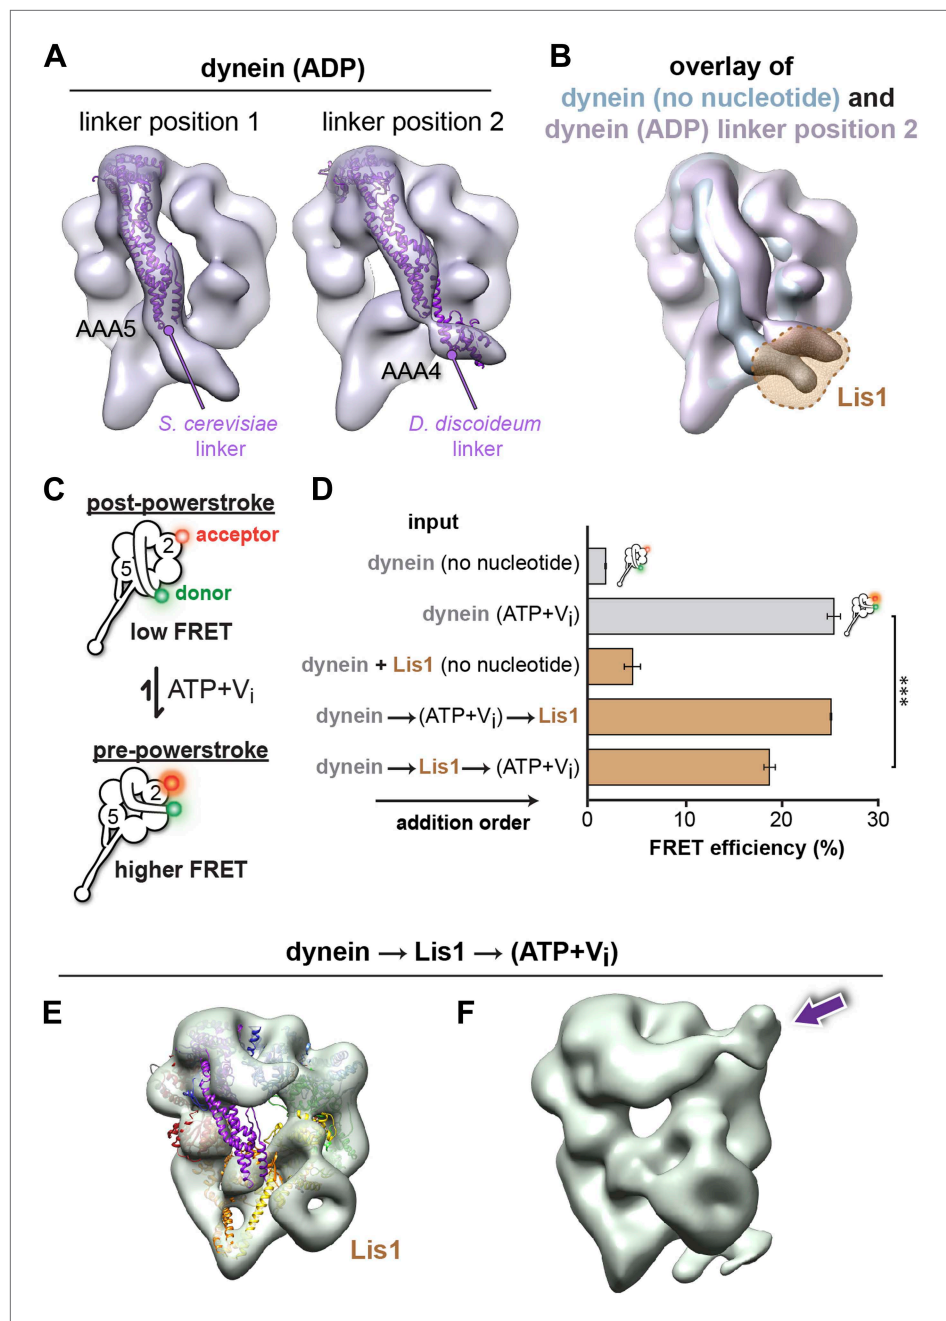 A
dynein (ADP)
linker position 1
linker position 2
AAA5
AAA4
S. cerevisiae
linker
D. discoideum
linker
B
overlay of
dynein (no nucleotide) and
dynein (ADP) linker position 2
Lis1
C
post-powerstroke
2
acceptor
5
donor
low FRET
ATP+Vi
pre-powerstroke
2
5
higher FRET
D
input
dynein (no nucleotide)
dynein (ATP+Vi)
dynein + Lis1 (no nucleotide)
dynein → (ATP+Vi) → Lis1
dynein → Lis1 → (ATP+Vi)
addition order
***
0 10 20 30
FRET efficiency (%)
dynein → Lis1 → (ATP+Vi)
E
Lis1
F